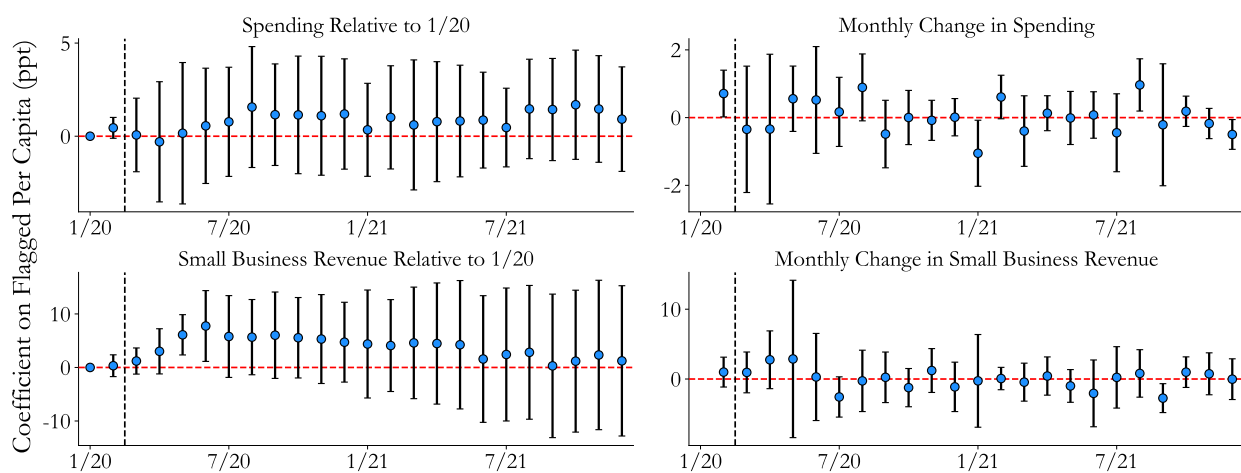 Coefficient on Flagged Per Capita (ppt)
Spending Relative to 1/20
5
0
1/20 7/20 1/21 7/21
Monthly Change in Spending
2
0
-2
1/20 7/20 1/21 7/21
Small Business Revenue Relative to 1/20
10
0
-10
1/20 7/20 1/21 7/21
Monthly Change in Small Business Revenue
10
0
1/20 7/20 1/21 7/21